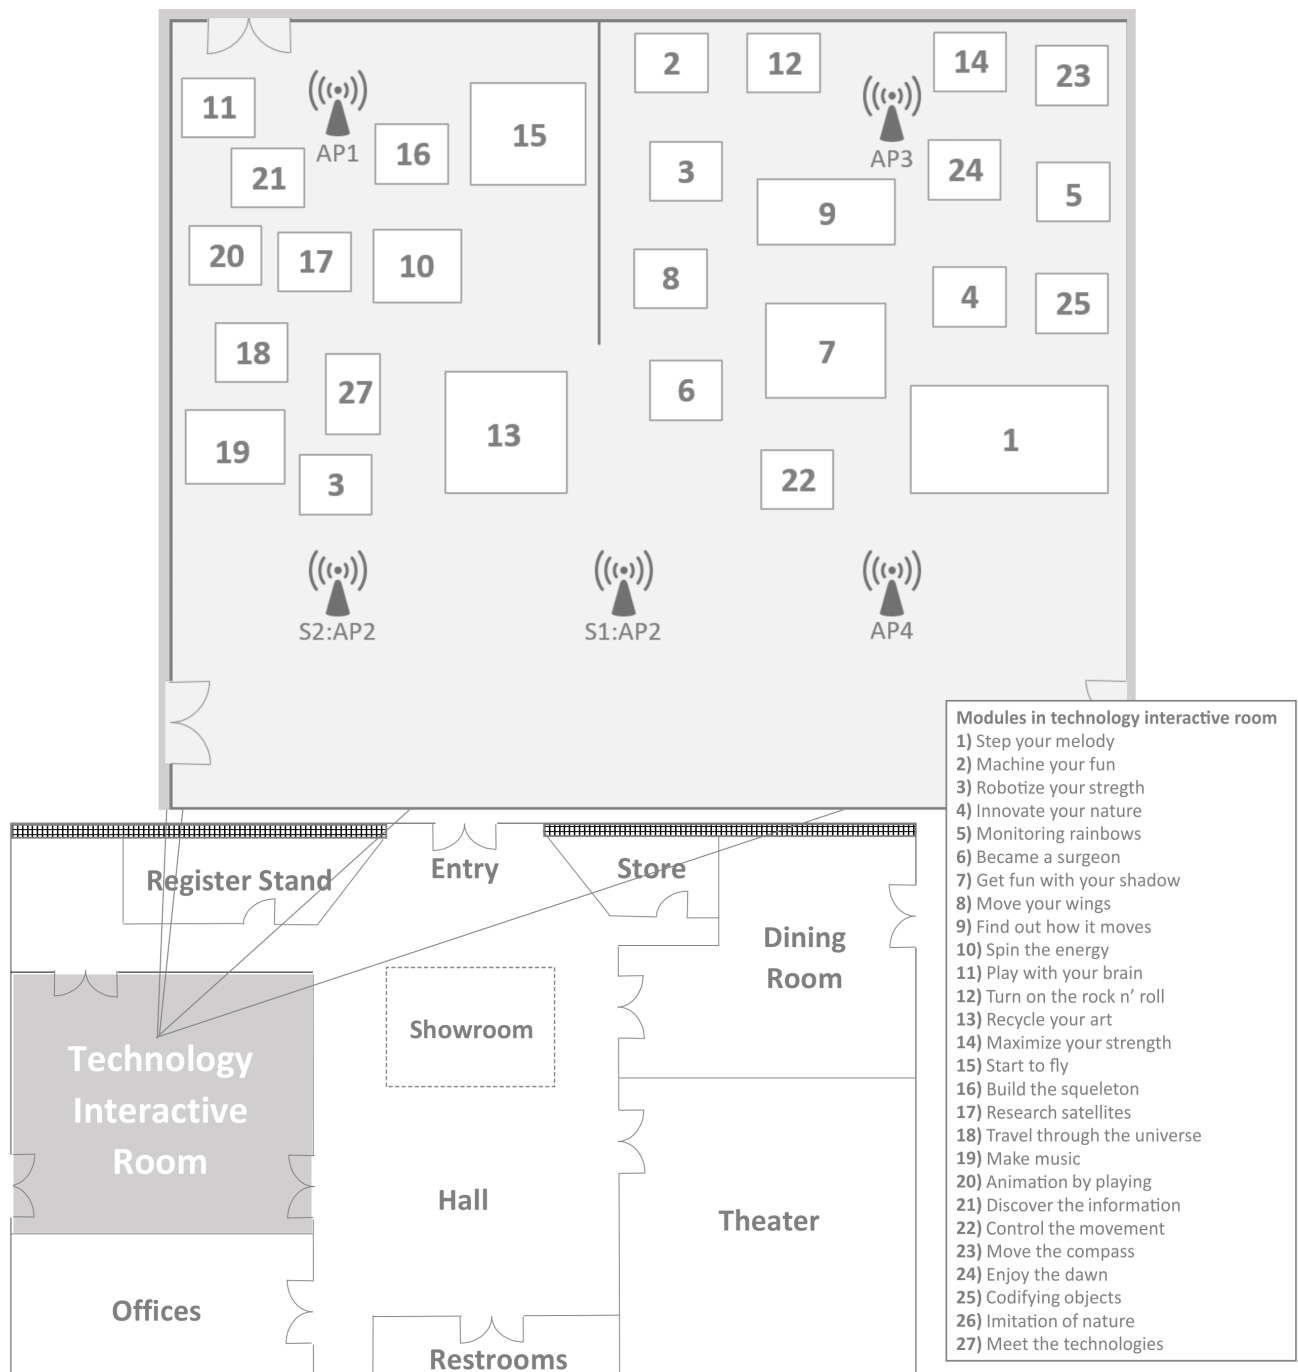 2
12
14
23
11
AP1
16
15
AP3
3
24
21
5
9
20
17
10
8
4
25
18
7
27
6
13
1
19
3
22
S2:AP2
S1:AP2
AP4
Modules in technology interactive room
1) Step your melody
2) Machine your fun
3) Robotize your stregth
4) Innovate your nature
5) Monitoring rainbows
6) Became a surgeon
7) Get fun with your shadow
8) Move your wings
9) Find out how it moves
10) Spin the energy
11) Play with your brain
12) Turn on the rock n’ roll
13) Recycle your art
14) Maximize your strength
15) Start to fly
16) Build the squeleton
17) Research satellites
18) Travel through the universe
19) Make music
20) Animation by playing
21) Discover the information
22) Control the movement
23) Move the compass
24) Enjoy the dawn
25) Codifying objects
26) Imitation of nature
27) Meet the technologies
Register Stand
Entry
Store
Dining
Room
Showroom
Technology
Interactive
Room
Hall
Theater
Offices
Restrooms